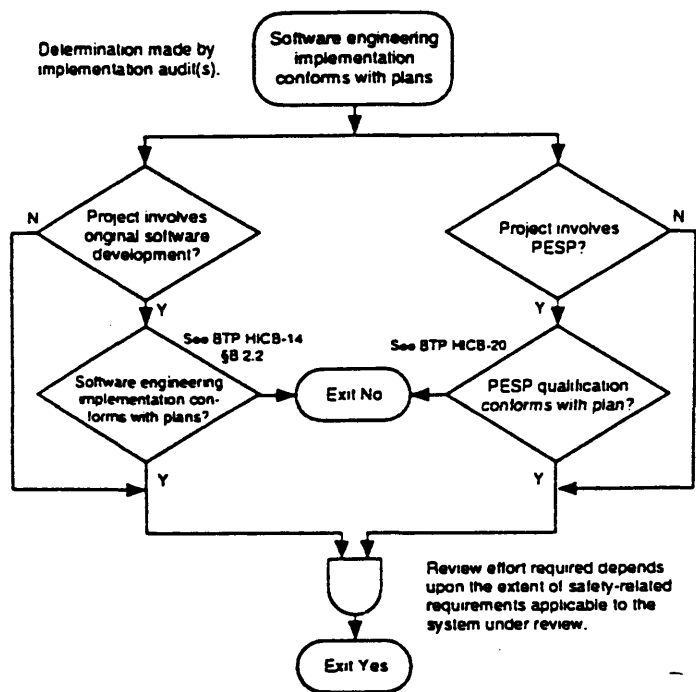 Determination made by
implementation audit(s).
Software engineering
implementation
conforms with plans
N
Project involves
original software
development?
Y
Project involves
PESP?
N
Y
See BTP HICB-14
§B 2.2
See BTP HICB-20
Software engineering
implementation con-
forms with plans?
Exit No
PESP qualification
conforms with plan?
Y
Y
Review effort required depends
upon the extent of safety-related
requirements applicable to the
system under review.
Exit Yes